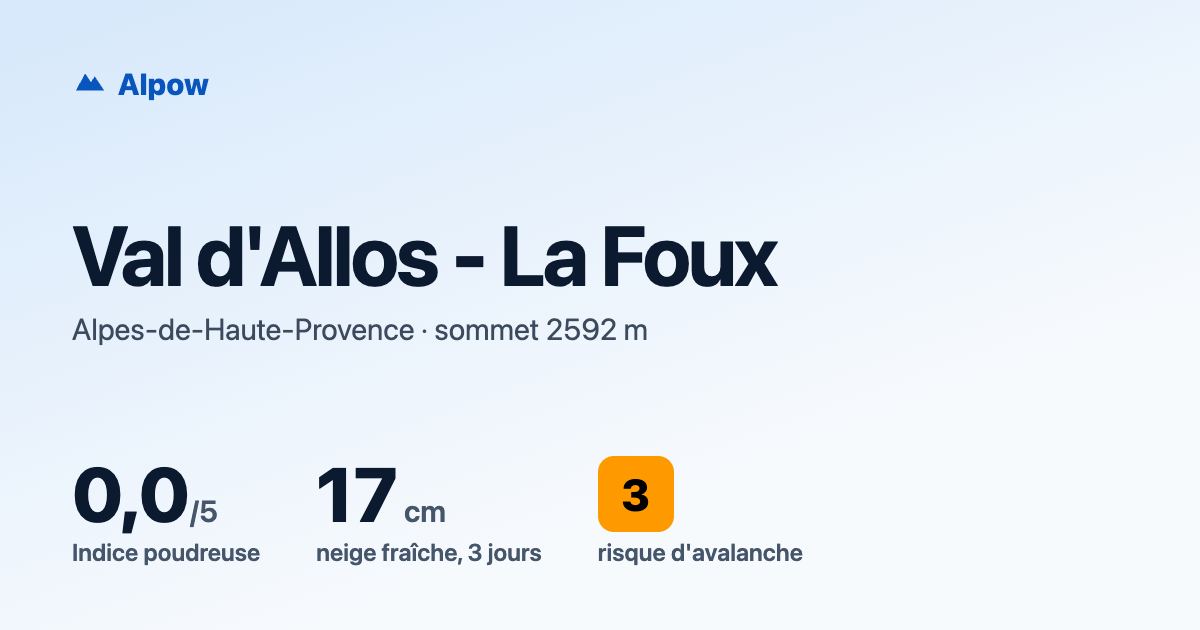 Alpow
Val d'Allos - La Foux
Alpes-de-Haute-Provence · sommet 2592 m
0,0/5 17 cm 3
Indice poudreuse neige fraîche, 3 jours risque d'avalanche